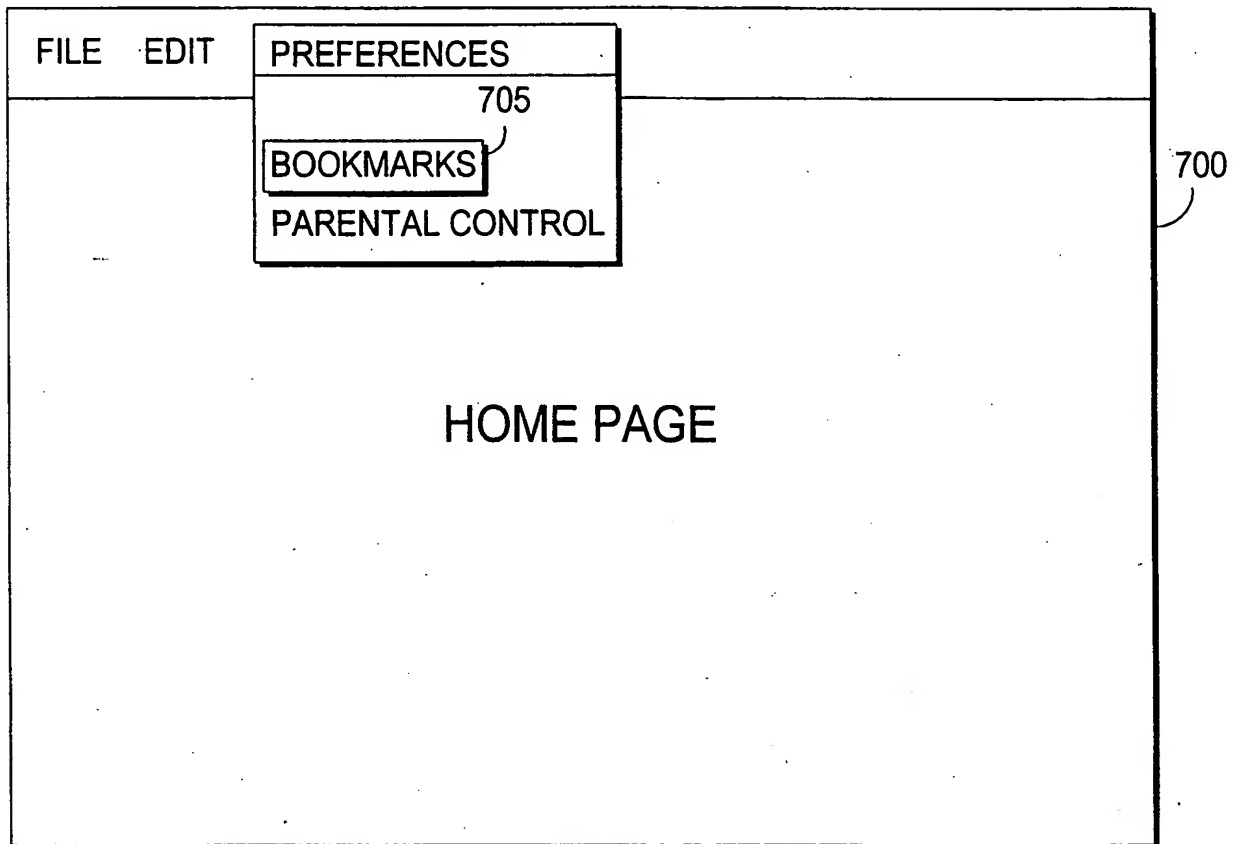 FILE EDIT PREFERENCES
705
BOOKMARKS
700
PARENTAL CONTROL
HOME PAGE